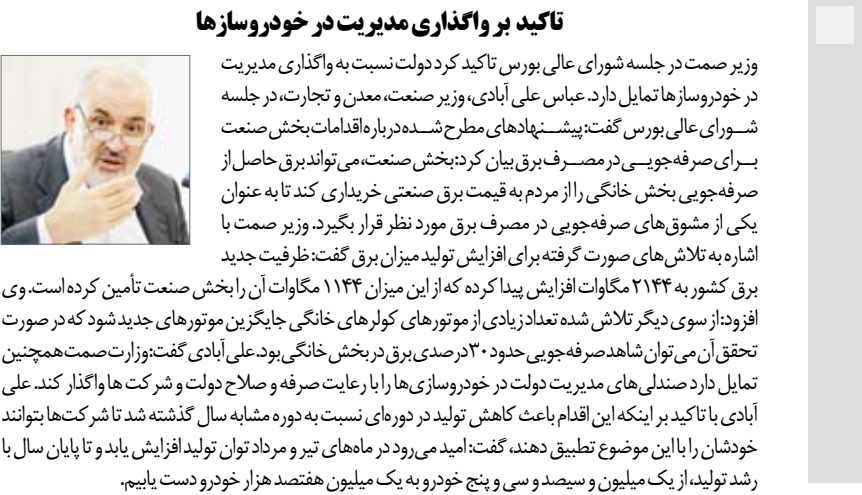 تاکید بر واگذاری مدیریت در خودروسازها
وزیر صمت در جلسه شورای عالی بورس تاکید کرد دولت نسبت به واگذاری مدیریت
در خودروسازها تمایل دارد. عباس علی آبادی، وزیر صنعت، معدن و تجارت، در جلسه
شــورای عالی بورس گفت: پیشــنهادهای مطرح شــده درباره اقدامات بخش صنعت
بــرای صرفه‌جویــی در مصــرف برق بیان کرد: بخش صنعت، می‌تواند برق حاصل از
صرفه‌جویی بخش خانگی را از مردم به قیمت برق صنعتی خریداری کند تا به عنوان
یکی از مشوق‌های صرفه‌جویی در مصرف برق مورد نظر قرار بگیرد. وزیر صمت با
اشاره به تلاش‌های صورت گرفته برای افزایش تولید میزان برق گفت: ظرفیت جدید
برق کشور به ۲۱۴۴ مگاوات افزایش پیدا کرده که از این میزان ۱۱۴۴ مگاوات آن را بخش صنعت تأمین کرده است. وی
افزود: از سوی دیگر تلاش شده تعداد زیادی از موتورهای کولرهای خانگی جایگزین موتورهای جدید شود که در صورت
تحقق آن می‌توان شاهد صرفه‌جویی حدود ۳۰ درصدی برق در بخش خانگی بود. علی آبادی گفت: وزارت صمت همچنین
تمایل دارد صندلی‌های مدیریت دولت در خودروسازی‌ها را با رعایت صرفه و صلاح دولت و شرکت ها واگذار کند. علی
آبادی با تاکید بر اینکه این اقدام باعث کاهش تولید در دوره‌ای نسبت به دوره مشابه سال گذشته شد تا شرکت‌ها بتوانند
خودشان را با این موضوع تطبیق دهند، گفت: امید می‌رود در ماه‌های تیر و مرداد توان تولید افزایش یابد و تا پایان سال با
رشد تولید، از یک میلیون و سیصد و سی و پنج خودرو به یک میلیون هفتصد هزار خودرو دست یابیم.